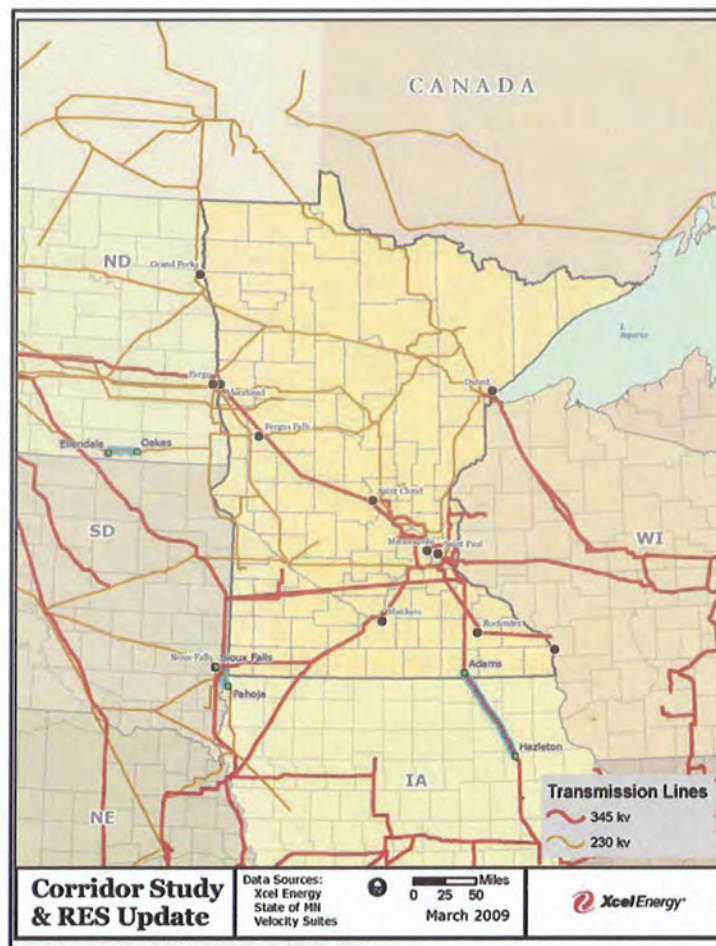 CANADA
ND
Grand Forks
L.
Superior
Fargo
Moorhead
Duluth
Fergus Falls
Ellendale
Oakes
Saint Cloud
SD
WI
Minneapolis
Saint Paul
Mankato
Rochester
Sioux Falls
Sioux Falls
Adams
Pahoja
Hazleton
IA
NE
Transmission Lines
345 kv
230 kv
Corridor Study
& RES Update
Data Sources:
Xcel Energy
State of MN
Velocity Suites
0 25 50 Miles
March 2009
Xcel Energy